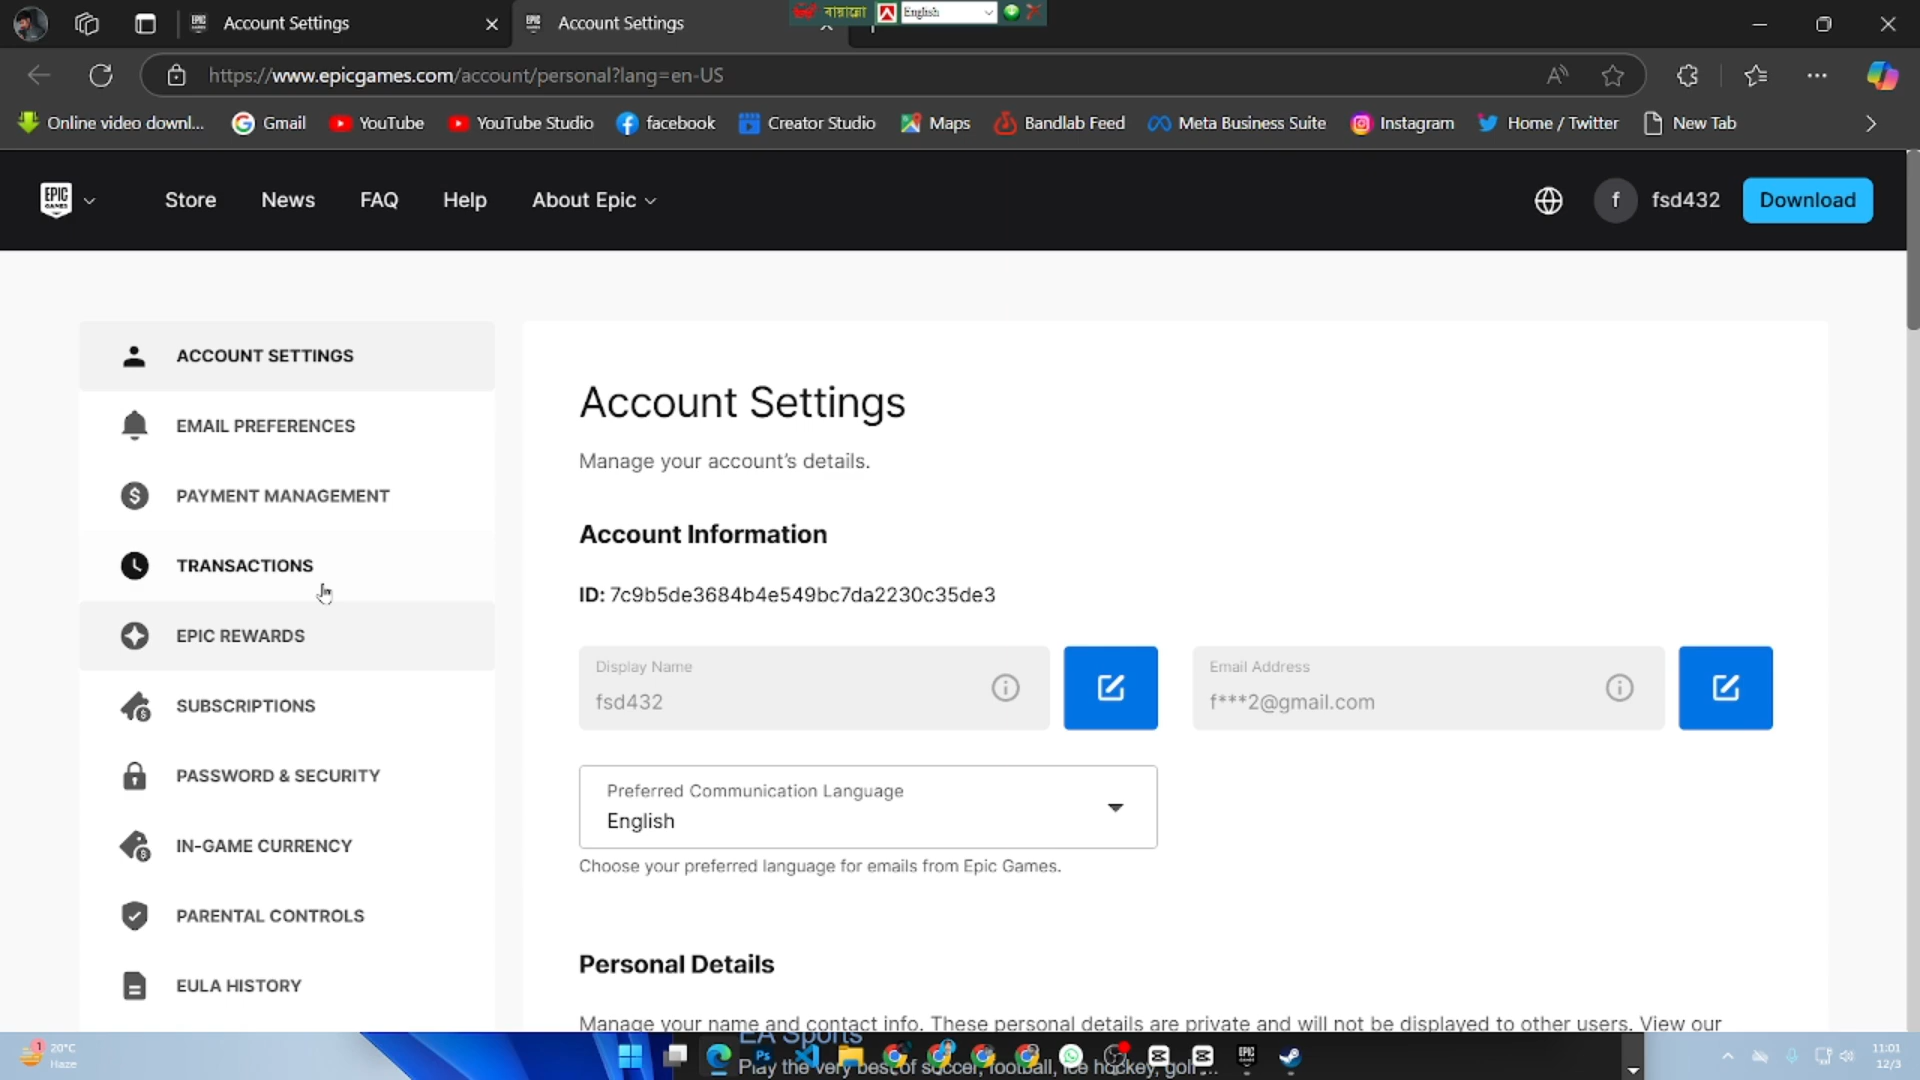 Account Settings
Account Settings
বায়ান্নো
English
https://www.epicgames.com/account/personal?lang=en-US
Online video downl...
Gmail
YouTube
YouTube Studio
facebook
Creator Studio
Maps
Bandlab Feed
Meta Business Suite
Instagram
Home / Twitter
New Tab
EPIC GAMES
Store
News
FAQ
Help
About Epic
f
fsd432
Download
ACCOUNT SETTINGS
EMAIL PREFERENCES
PAYMENT MANAGEMENT
TRANSACTIONS
EPIC REWARDS
SUBSCRIPTIONS
PASSWORD & SECURITY
IN-GAME CURRENCY
PARENTAL CONTROLS
EULA HISTORY
Account Settings
Manage your account's details.
Account Information
ID: 7c9b5de3684b4e549bc7da2230c35de3
Display Name
fsd432
Email Address
f***2@gmail.com
Preferred Communication Language
English
Choose your preferred language for emails from Epic Games.
Personal Details
Manage your name and contact info. These personal details are private and will not be displayed to other users. View our
EA Sports
Play the very best of soccer, football, ice hockey, golf ...
1
20°C
Haze
11:01
12/3